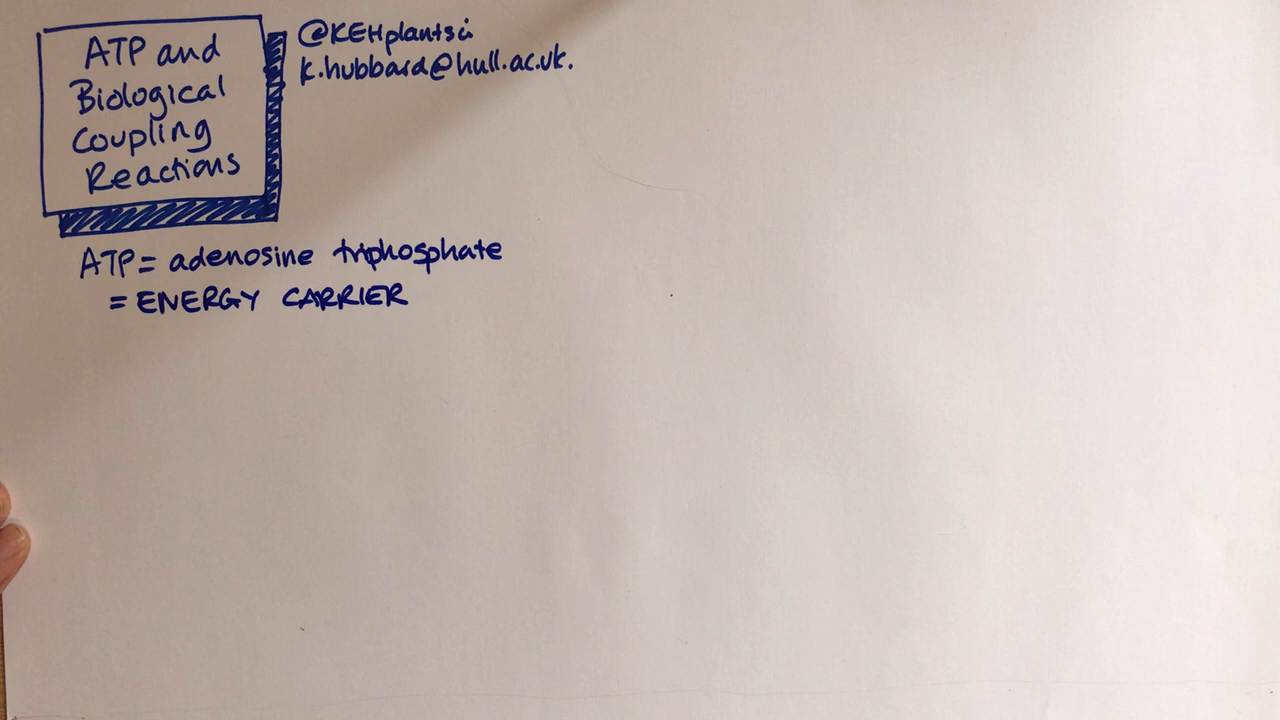 ATP and
Biological
Coupling
Reactions
@KEHplantsci
k.hubbard@hull.ac.uk.
ATP = adenosine triphosphate
= ENERGY CARRIER